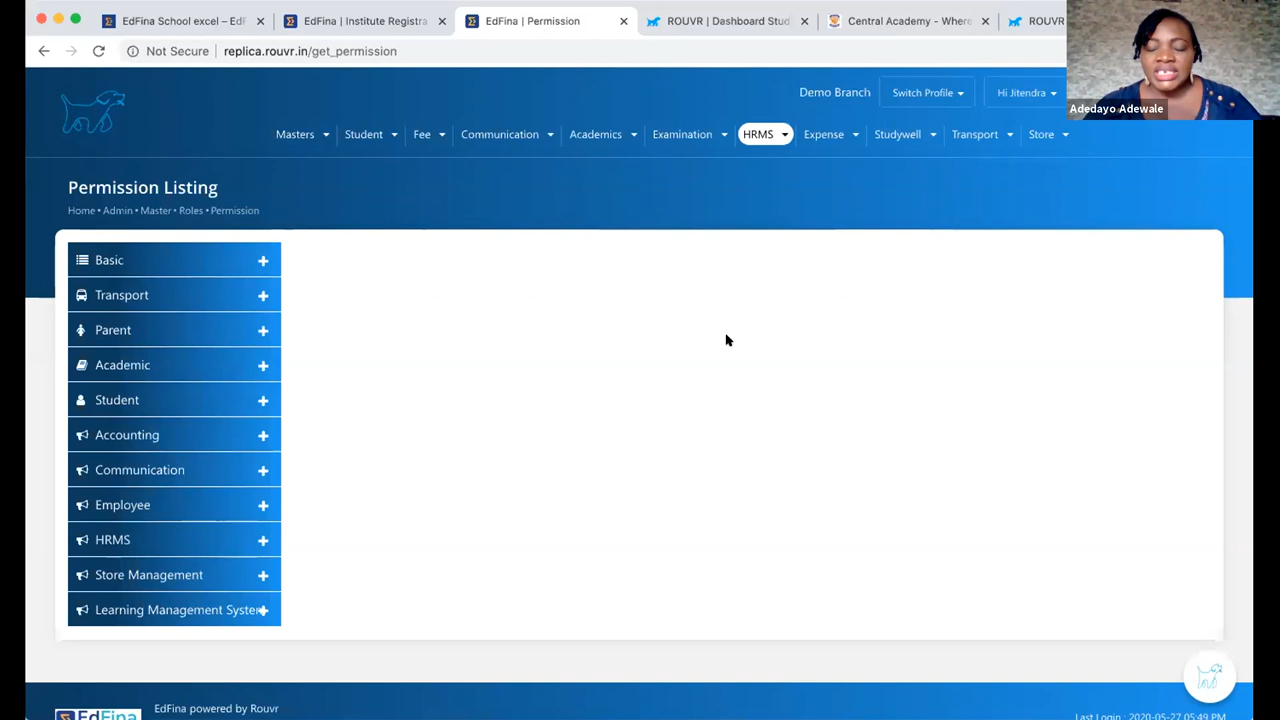 EdFina School excel – EdF
EdFina | Institute Registra
EdFina | Permission
ROUVR | Dashboard Stud
Central Academy - Where
ROUVR
Not Secure
replica.rouvr.in/get_permission
Adedayo Adewale
Demo Branch
Switch Profile
Hi Jitendra
Masters
Student
Fee
Communication
Academics
Examination
HRMS
Expense
Studywell
Transport
Store
Permission Listing
Home • Admin • Master • Roles • Permission
Basic
Transport
Parent
Academic
Student
Accounting
Communication
Employee
HRMS
Store Management
Learning Management System
EdFina
EdFina powered by Rouvr
Last Login : 2020-05-27 05:49 PM